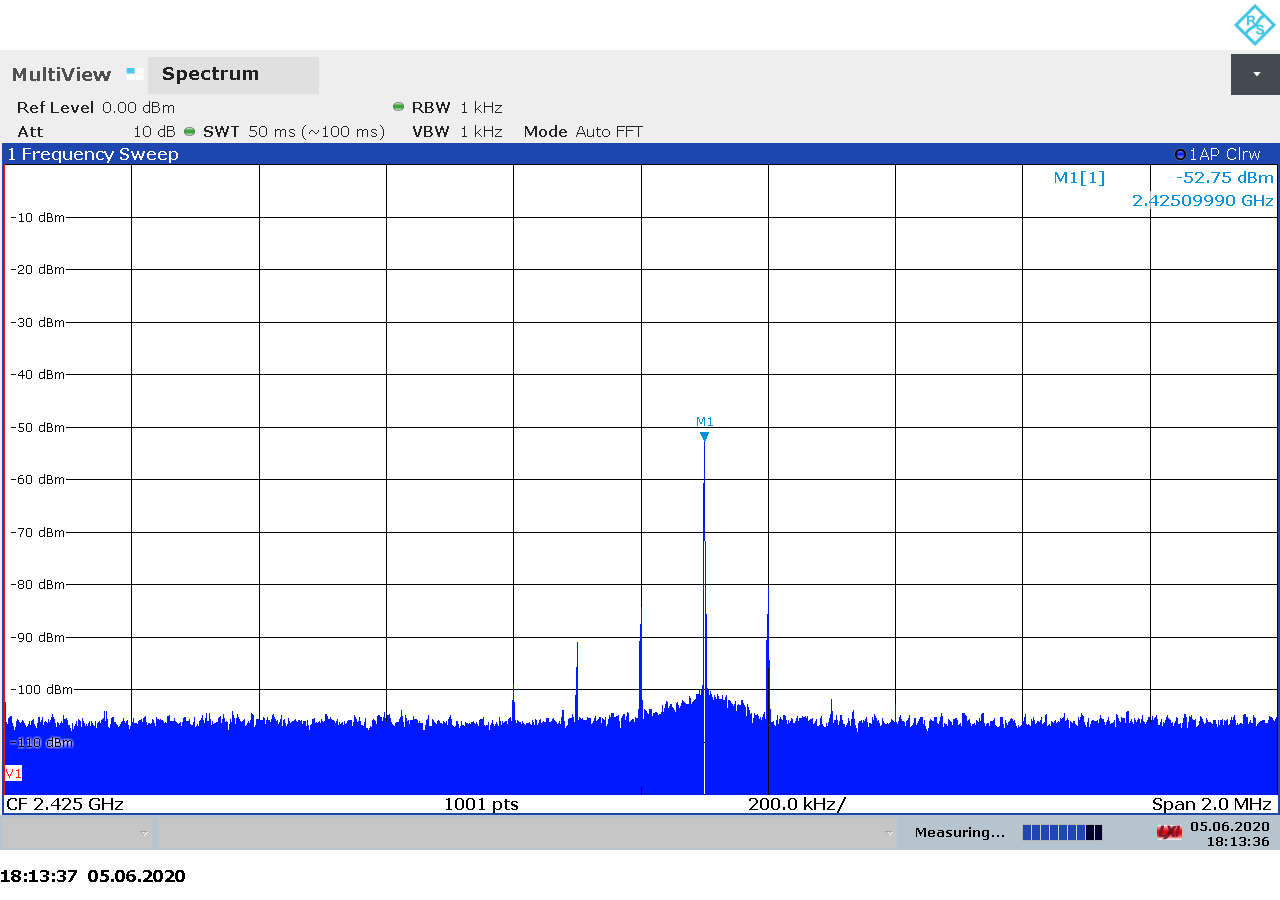 R/S
MultiView Spectrum
Ref Level 0.00 dBm RBW 1 kHz
Att 10 dB SWT 50 ms (~100 ms) VBW 1 kHz Mode Auto FFT
1 Frequency Sweep 1AP Clrw
M1[1] -52.75 dBm
2.42509990 GHz
-10 dBm
-20 dBm
-30 dBm
-40 dBm
M1
-50 dBm
-60 dBm
-70 dBm
-80 dBm
-90 dBm
-100 dBm
-110 dBm
V1
CF 2.425 GHz 1001 pts 200.0 kHz/ Span 2.0 MHz
Measuring... LXI 05.06.2020
18:13:36
18:13:37 05.06.2020